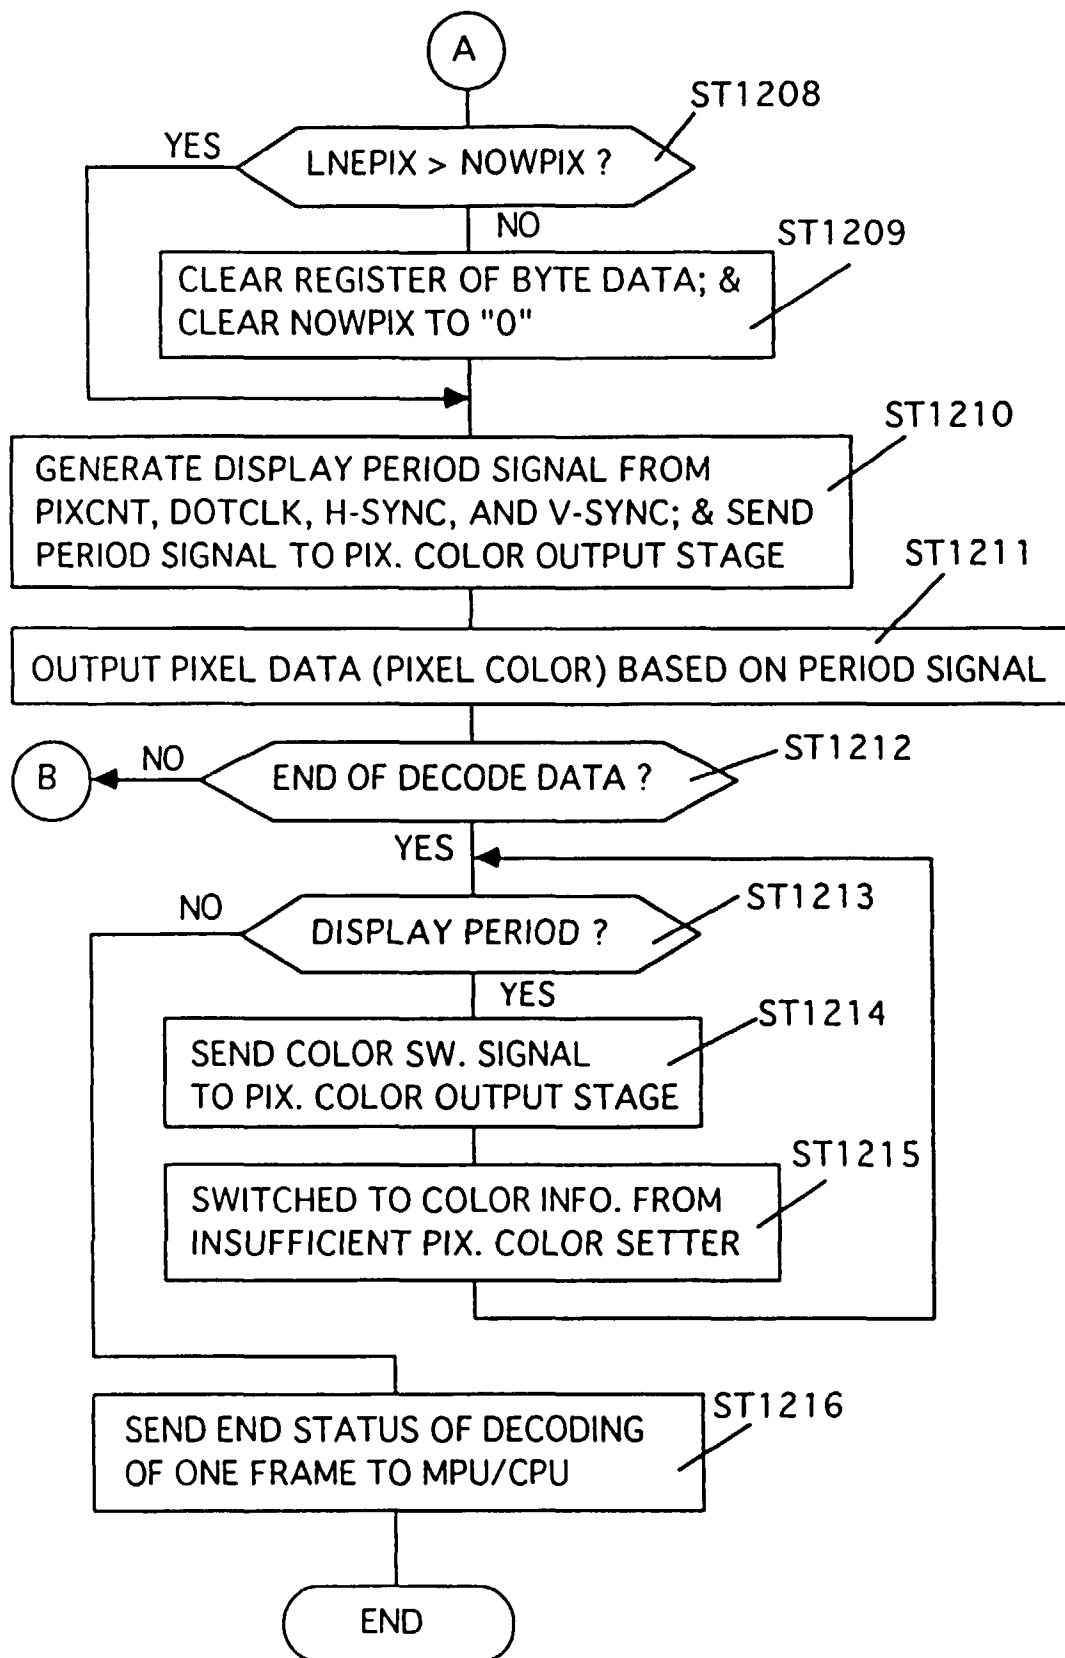 A
ST1208
YES
LNEPIX > NOWPIX ?
NO
ST1209
CLEAR REGISTER OF BYTE DATA; &
CLEAR NOWPIX TO "0"
ST1210
GENERATE DISPLAY PERIOD SIGNAL FROM
PIXCNT, DOTCLK, H-SYNC, AND V-SYNC; & SEND
PERIOD SIGNAL TO PIX. COLOR OUTPUT STAGE
ST1211
OUTPUT PIXEL DATA (PIXEL COLOR) BASED ON PERIOD SIGNAL
ST1212
B
NO
END OF DECODE DATA ?
YES
ST1213
NO
DISPLAY PERIOD ?
YES
ST1214
SEND COLOR SW. SIGNAL
TO PIX. COLOR OUTPUT STAGE
ST1215
SWITCHED TO COLOR INFO. FROM
INSUFFICIENT PIX. COLOR SETTER
ST1216
SEND END STATUS OF DECODING
OF ONE FRAME TO MPU/CPU
END